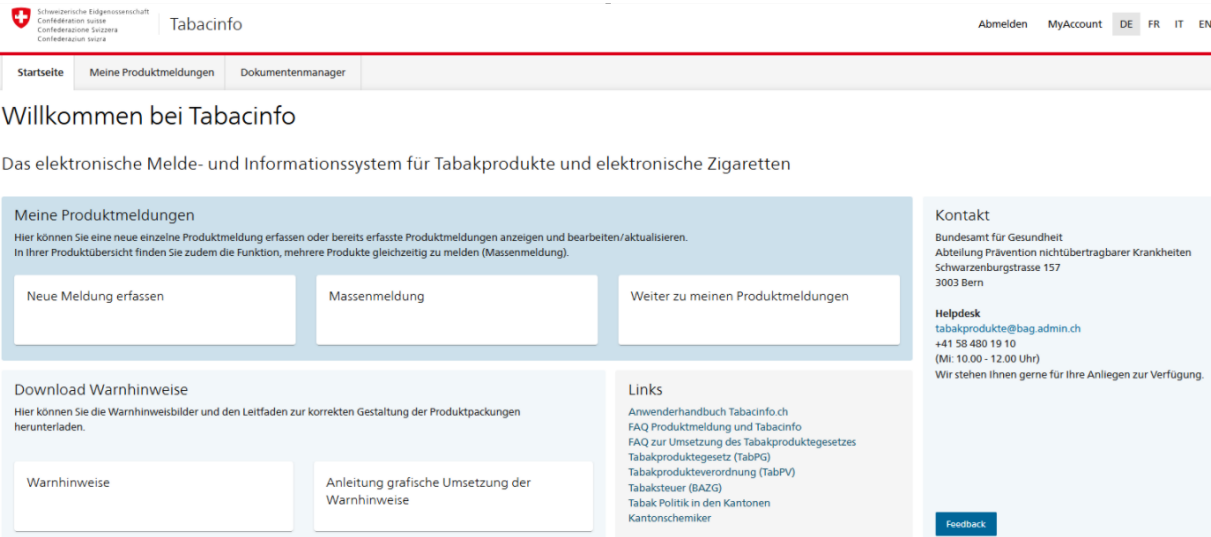 Schweizerische Eidgenossenschaft
Confédération suisse
Confederazione Svizzera
Confederaziun svizra
Tabacinfo
Abmelden MyAccount DE FR IT EN
Startseite Meine Produktmeldungen Dokumentenmanager
Willkommen bei Tabacinfo
Das elektronische Melde- und Informationssystem für Tabakprodukte und elektronische Zigaretten
Meine Produktmeldungen
Hier können Sie eine neue einzelne Produktmeldung erfassen oder bereits erfasste Produktmeldungen anzeigen und bearbeiten/aktualisieren.
In Ihrer Produktübersicht finden Sie zudem die Funktion, mehrere Produkte gleichzeitig zu melden (Massenmeldung).
Neue Meldung erfassen
Massenmeldung
Weiter zu meinen Produktmeldungen
Kontakt
Bundesamt für Gesundheit
Abteilung Prävention nichtübertragbarer Krankheiten
Schwarzenburgstrasse 157
3003 Bern
Helpdesk
tabakprodukte@bag.admin.ch
+41 58 480 19 10
(Mi: 10.00 - 12.00 Uhr)
Wir stehen Ihnen gerne für Ihre Anliegen zur Verfügung.
Download Warnhinweise
Hier können Sie die Warnhinweisbilder und den Leitfaden zur korrekten Gestaltung der Produktpackungen
herunterladen.
Warnhinweise
Anleitung grafische Umsetzung der
Warnhinweise
Links
Anwenderhandbuch Tabacinfo.ch
FAQ Produktmeldung und Tabacinfo
FAQ zur Umsetzung des Tabakproduktegesetzes
Tabakproduktegesetz (TabPG)
Tabakprodukteverordnung (TabPV)
Tabaksteuer (BAZG)
Tabak Politik in den Kantonen
Kantonschemiker
Feedback